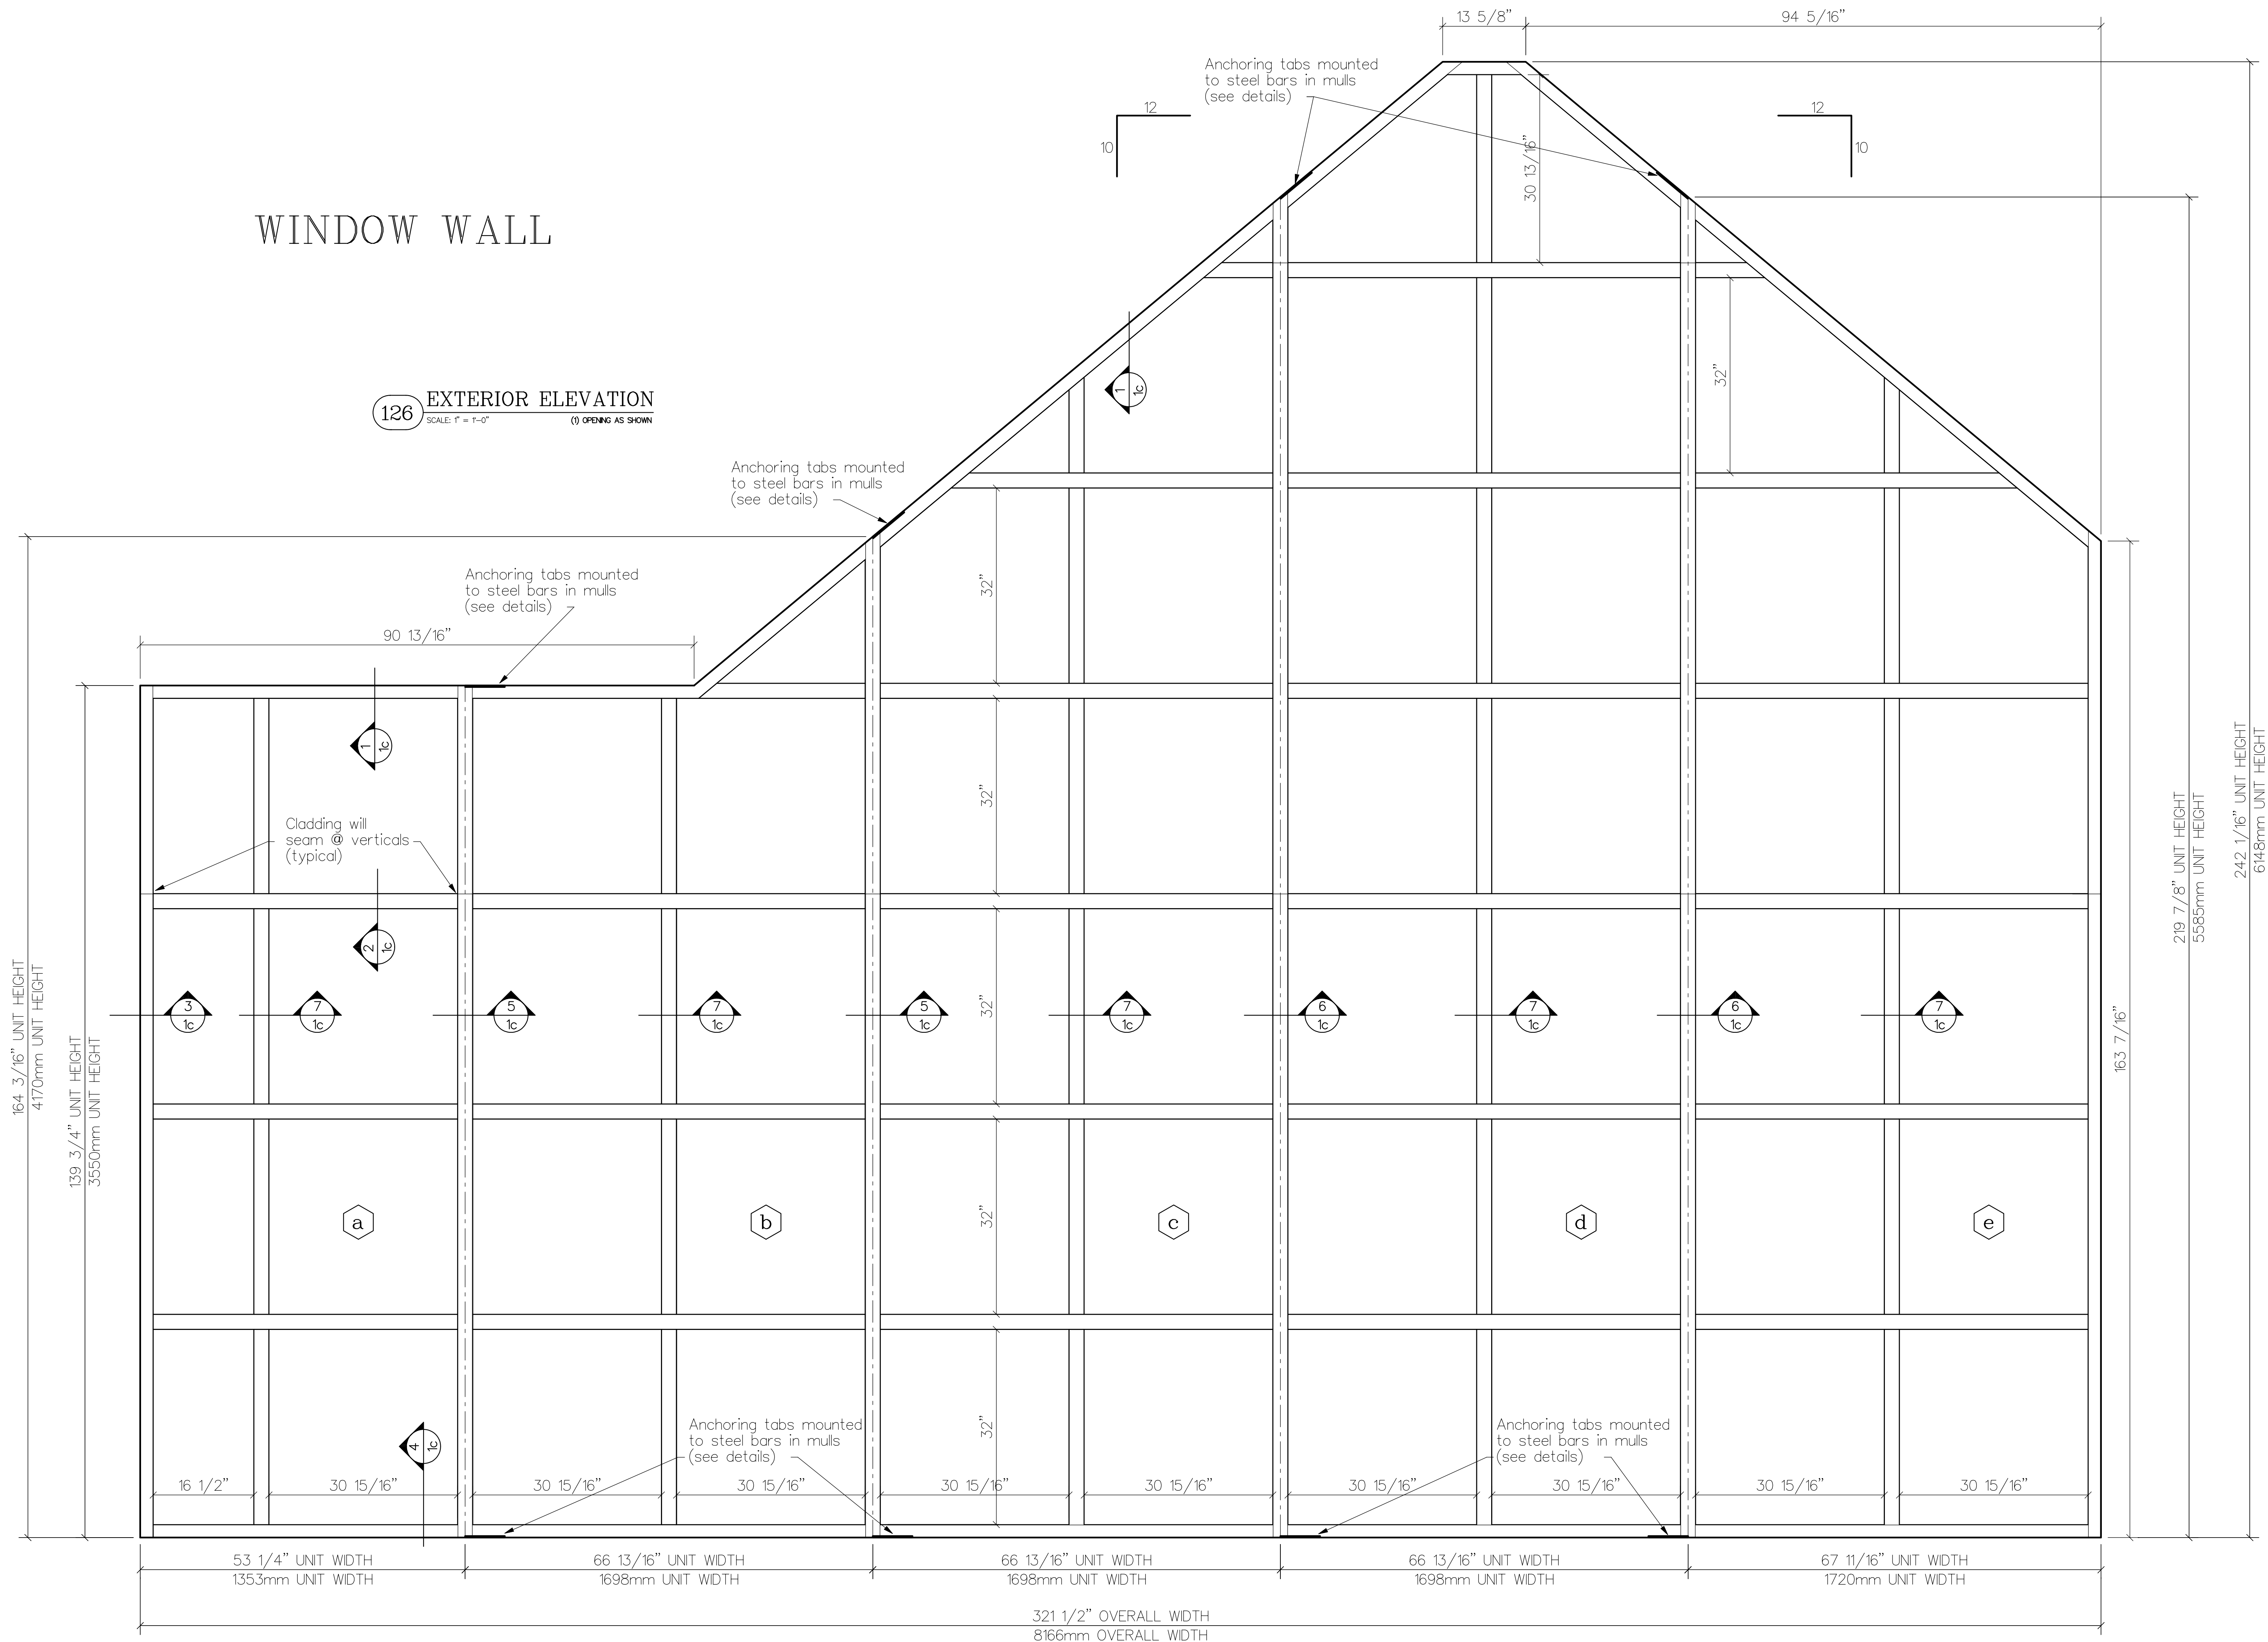 13 5/8"
94 5/16"
Anchoring tabs mounted
to steel bars in mulls
(see details)
12
10
12
10
30 13/16"
WINDOW WALL
32"
1
1c
126
EXTERIOR ELEVATION
SCALE: 1" = 1'-0"
(1) OPENING AS SHOWN
Anchoring tabs mounted
to steel bars in mulls
(see details)
Anchoring tabs mounted
to steel bars in mulls
(see details)
32"
90 13/16"
1
1c
32"
Cladding will
seam @ verticals
(typical)
2
1c
32"
3
1c
7
1c
5
1c
7
1c
5
1c
7
1c
6
1c
7
1c
6
1c
7
1c
164 3/16" UNIT HEIGHT
4170mm UNIT HEIGHT
139 3/4" UNIT HEIGHT
3550mm UNIT HEIGHT
163 7/16"
219 7/8" UNIT HEIGHT
5585mm UNIT HEIGHT
242 1/16" UNIT HEIGHT
6148mm UNIT HEIGHT
a
b
c
d
e
32"
32"
4
1c
Anchoring tabs mounted
to steel bars in mulls
(see details)
Anchoring tabs mounted
to steel bars in mulls
(see details)
16 1/2"
30 15/16"
30 15/16"
30 15/16"
30 15/16"
30 15/16"
30 15/16"
30 15/16"
30 15/16"
30 15/16"
53 1/4" UNIT WIDTH
1353mm UNIT WIDTH
66 13/16" UNIT WIDTH
1698mm UNIT WIDTH
66 13/16" UNIT WIDTH
1698mm UNIT WIDTH
66 13/16" UNIT WIDTH
1698mm UNIT WIDTH
67 11/16" UNIT WIDTH
1720mm UNIT WIDTH
321 1/2" OVERALL WIDTH
8166mm OVERALL WIDTH